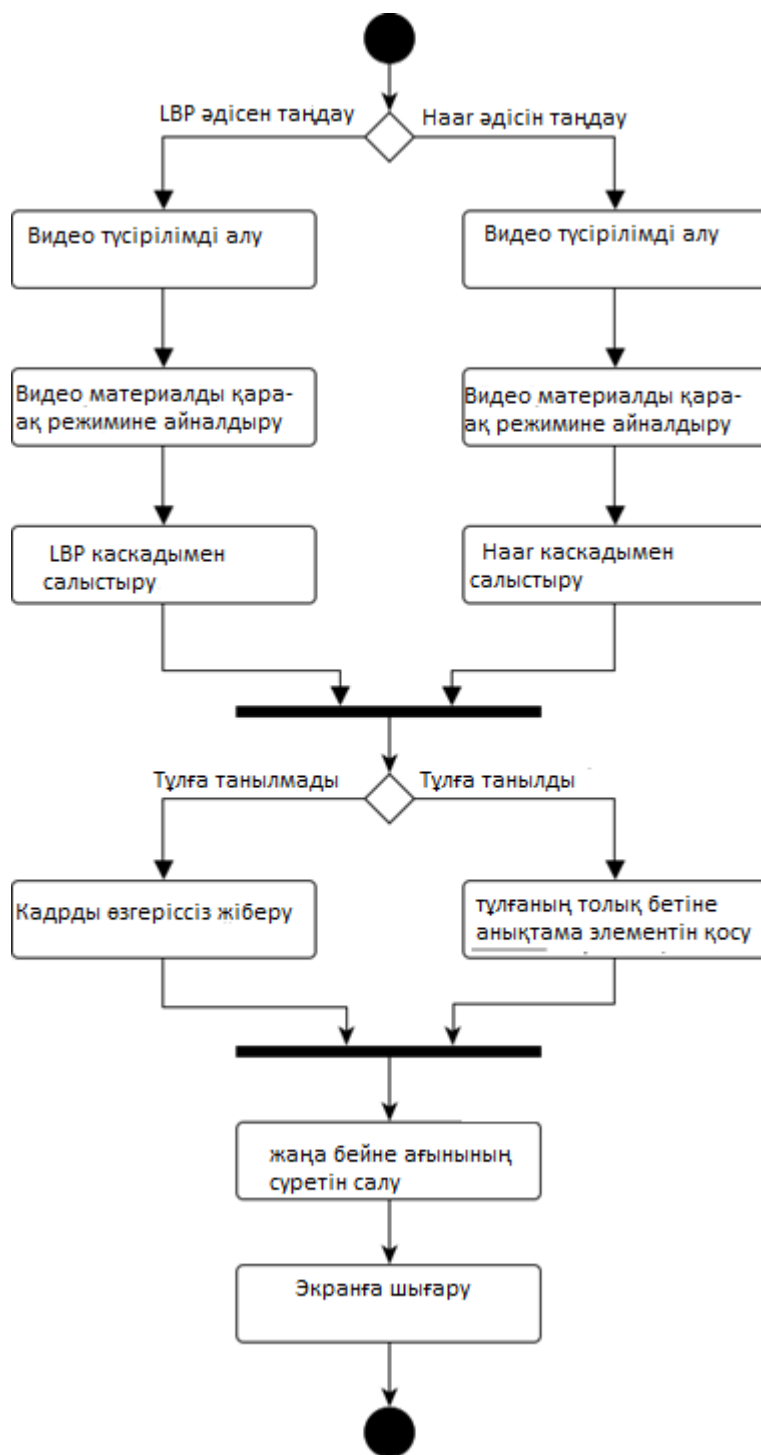 LBP әдісен таңдау
Haar әдісін таңдау
Видео түсірілімді алу
Видео түсірілімді алу
Видео материалды қара-
ақ режимине айналдыру
Видео материалды қара-
ақ режимине айналдыру
LBP каскадымен
салыстыру
Haar каскадымен
салыстыру
Тұлға танылмады
Тұлға танылды
Кадрды өзгеріссіз жіберу
тұлғаның толық бетіне
анықтама элементін қосу
жаңа бейне ағынының
суретін салу
Экранға шығару